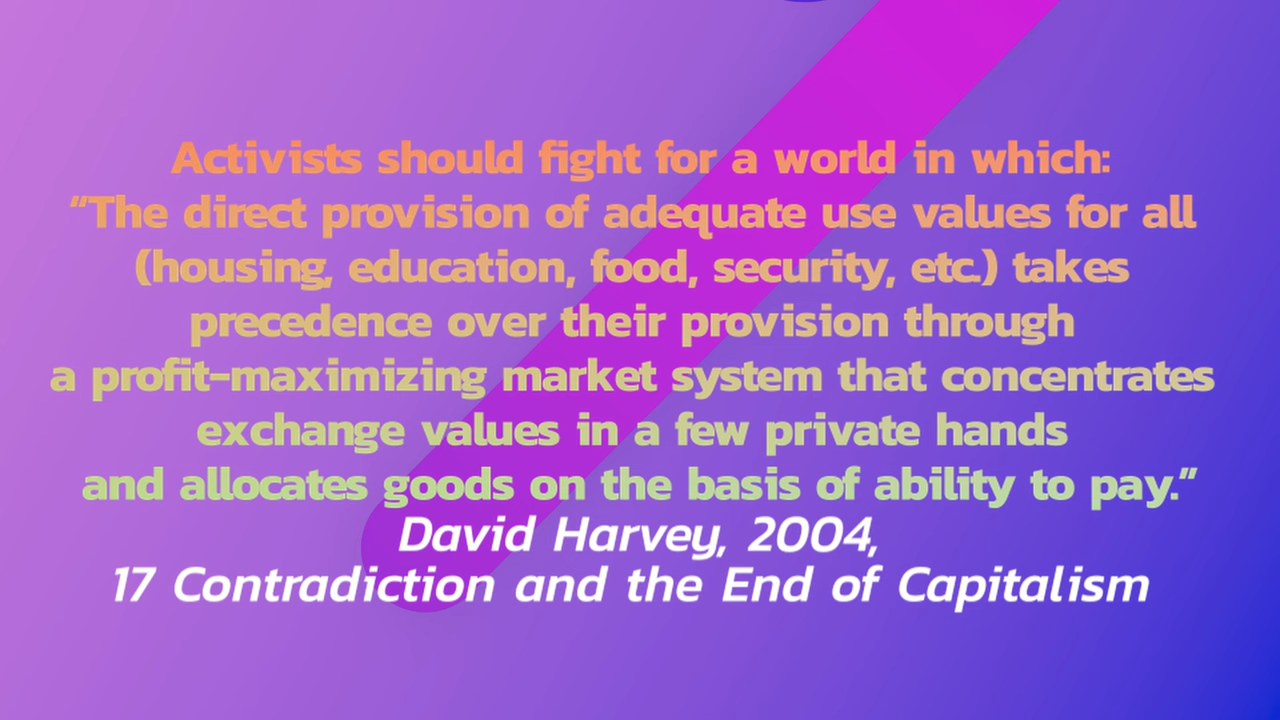 Activists should fight for a world in which:
“The direct provision of adequate use values for all
(housing, education, food, security, etc.) takes
precedence over their provision through
a profit-maximizing market system that concentrates
exchange values in a few private hands
and allocates goods on the basis of ability to pay.”
David Harvey, 2004,
17 Contradiction and the End of Capitalism